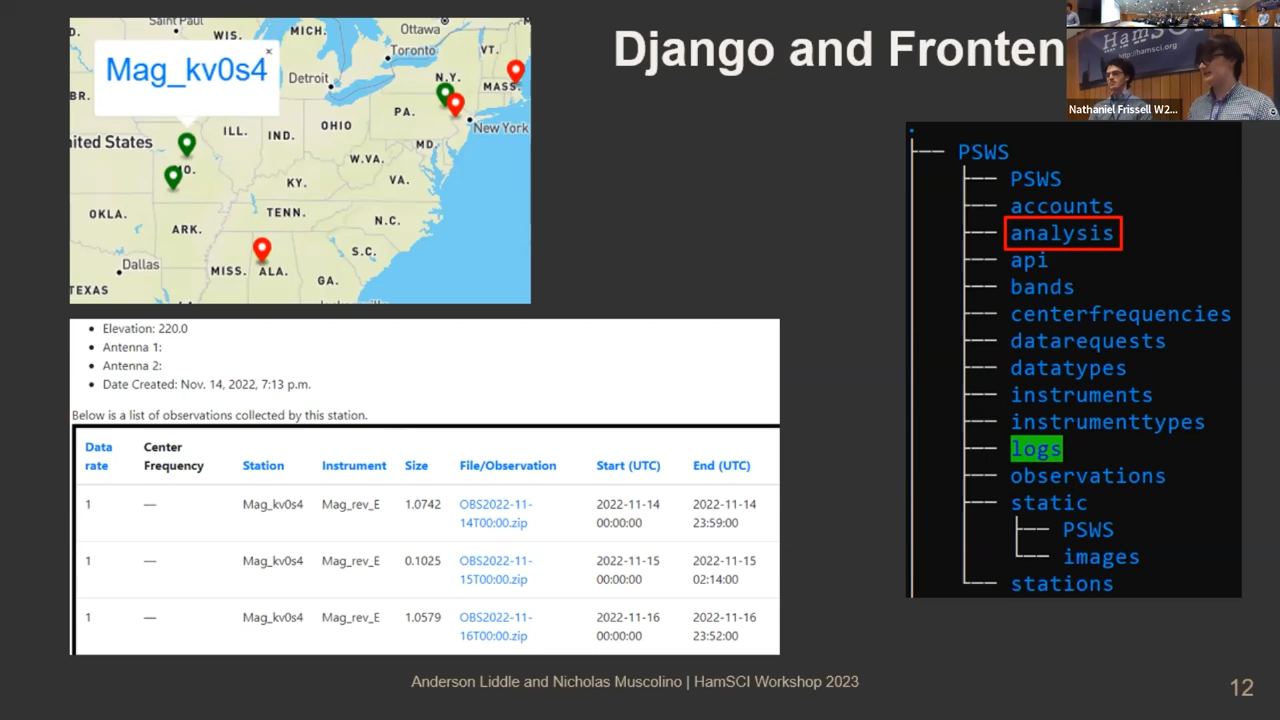 Django and Fronten
HamSCI
http://hamsci.org
Nathaniel Frissell W2...
Saint Paul
WIS.
MICH.
Ottawa
Toronto
VT.
Mag_kv0s4
×
Detroit
N.Y.
MASS.
BR.
PA.
New York
ILL.
IND.
OHIO
nited States
MD.
W.VA.
MO.
KY.
VA.
OKLA.
TENN.
N.C.
ARK.
S.C.
Dallas
MISS.
ALA.
GA.
TEXAS
Elevation: 220.0
Antenna 1:
Antenna 2:
Date Created: Nov. 14, 2022, 7:13 p.m.
Below is a list of observations collected by this station.
Data rate Center Frequency Station Instrument Size File/Observation Start (UTC) End (UTC)
1 — Mag_kv0s4 Mag_rev_E 1.0742 OBS2022-11-14T00:00.zip 2022-11-14 00:00:00 2022-11-14 23:59:00
1 — Mag_kv0s4 Mag_rev_E 0.1025 OBS2022-11-15T00:00.zip 2022-11-15 00:00:00 2022-11-15 02:14:00
1 — Mag_kv0s4 Mag_rev_E 1.0579 OBS2022-11-16T00:00.zip 2022-11-16 00:00:00 2022-11-16 23:52:00
.
PSWS
PSWS
accounts
analysis
api
bands
centerfrequencies
datarequests
datatypes
instruments
instrumenttypes
logs
observations
static
PSWS
images
stations
Anderson Liddle and Nicholas Muscolino | HamSCI Workshop 2023
12